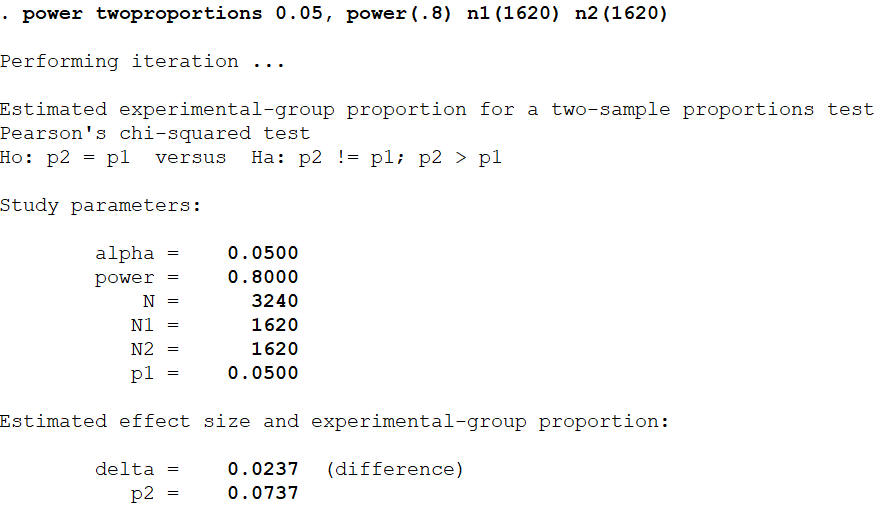 . power twoproportions 0.05, power(.8) n1(1620) n2(1620)
Performing iteration ...
Estimated experimental-group proportion for a two-sample proportions test
Pearson's chi-squared test
Ho: p2 = p1  versus  Ha: p2 != p1; p2 > p1
Study parameters:
alpha =    0.0500
power =    0.8000
N =      3240
N1 =      1620
N2 =      1620
p1 =    0.0500
Estimated effect size and experimental-group proportion:
delta =    0.0237  (difference)
p2 =    0.0737